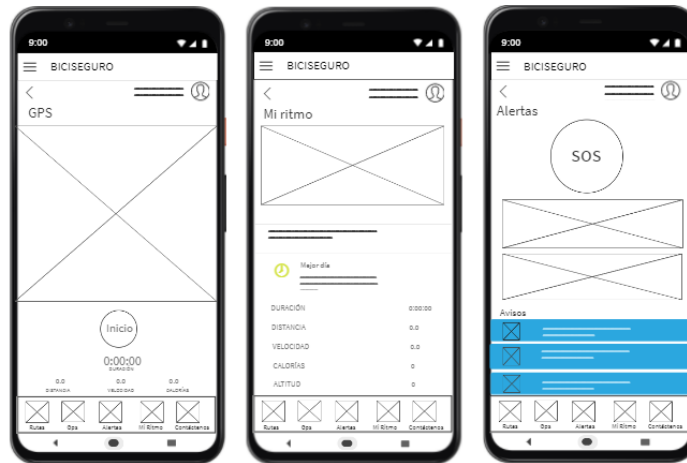 9:00
BICISEGURO
GPS
Inicio
0:00:00
DURACIÓN
0.0 0.0 0.0
DISTANCIA VELOCIDAD CALORÍAS
Rutas Gps Alertas Mi Ritmo Contáctenos
9:00
BICISEGURO
Mi ritmo
Mejor día
DURACIÓN 0:00:00
DISTANCIA 0.0
VELOCIDAD 0.0
CALORÍAS 0
ALTITUD 0
Rutas Gps Alertas Mi Ritmo Contáctenos
9:00
BICISEGURO
Alertas
SOS
Avisos
Rutas Gps Alertas Mi Ritmo Contáctenos